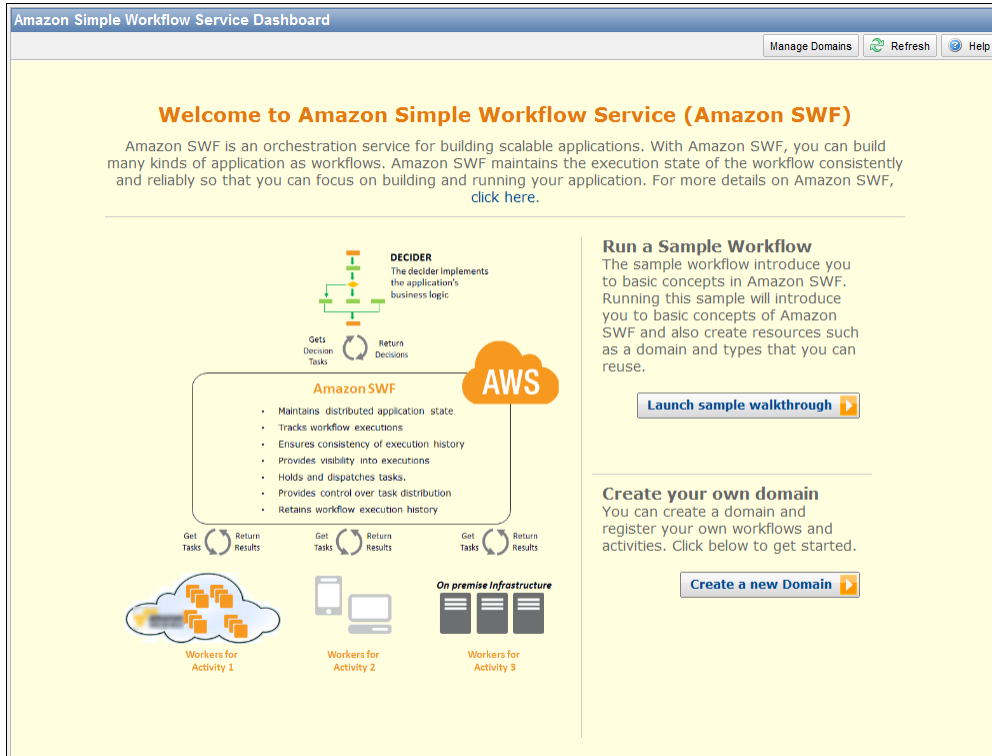 Amazon Simple Workflow Service Dashboard
Manage Domains Refresh Help
Welcome to Amazon Simple Workflow Service (Amazon SWF)
Amazon SWF is an orchestration service for building scalable applications. With Amazon SWF, you can build
many kinds of application as workflows. Amazon SWF maintains the execution state of the workflow consistently
and reliably so that you can focus on building and running your application. For more details on Amazon SWF,
click here.
DECIDER
The decider implements
the application's
business logic
Gets
Decision
Tasks
Return
Decisions
AWS
Amazon SWF
• Maintains distributed application state
• Tracks workflow executions
• Ensures consistency of execution history
• Provides visibility into executions
• Holds and dispatches tasks.
• Provides control over task distribution
• Retains workflow execution history
Get
Tasks
Return
Results
Get
Tasks
Return
Results
Get
Tasks
Return
Results
On premise Infrastructure
Workers for
Activity 1
Workers for
Activity 2
Workers for
Activity 3
Run a Sample Workflow
The sample workflow introduce you
to basic concepts in Amazon SWF.
Running this sample will introduce
you to basic concepts of Amazon
SWF and also create resources such
as a domain and types that you can
reuse.
Launch sample walkthrough
Create your own domain
You can create a domain and
register your own workflows and
activities. Click below to get started.
Create a new Domain